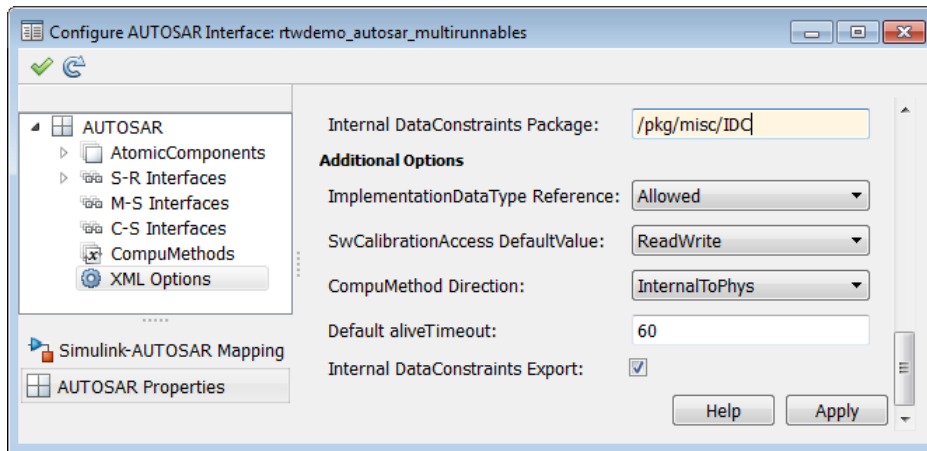 Configure AUTOSAR Interface: rtwdemo_autosar_multirunnables
AUTOSAR
AtomicComponents
S-R Interfaces
M-S Interfaces
C-S Interfaces
CompuMethods
XML Options
Simulink-AUTOSAR Mapping
AUTOSAR Properties
Internal DataConstraints Package: /pkg/misc/IDC
Additional Options
ImplementationDataType Reference: Allowed
SwCalibrationAccess DefaultValue: ReadWrite
CompuMethod Direction: InternalToPhys
Default aliveTimeout: 60
Internal DataConstraints Export:
Help Apply